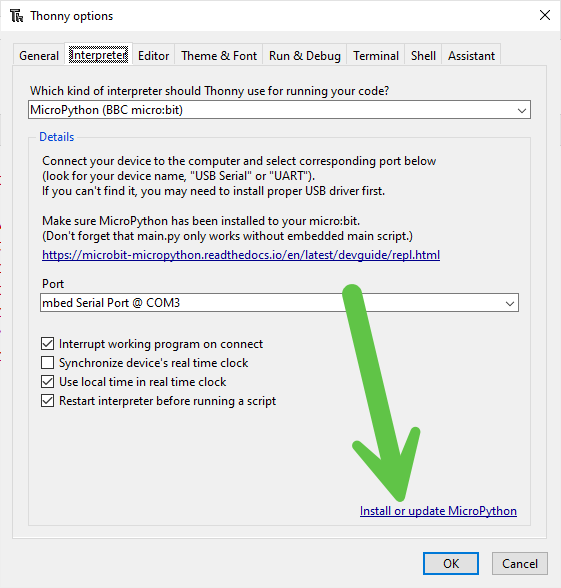 Thonny options
General Interpreter Editor Theme & Font Run & Debug Terminal Shell Assistant
Which kind of interpreter should Thonny use for running your code?
MicroPython (BBC micro:bit)
Details
Connect your device to the computer and select corresponding port below
(look for your device name, "USB Serial" or "UART").
If you can't find it, you may need to install proper USB driver first.
Make sure MicroPython has been installed to your micro:bit.
(Don't forget that main.py only works without embedded main script.)
https://microbit-micropython.readthedocs.io/en/latest/devguide/repl.html
Port
mbed Serial Port @ COM3
Interrupt working program on connect
Synchronize device's real time clock
Use local time in real time clock
Restart interpreter before running a script
Install or update MicroPython
OK Cancel